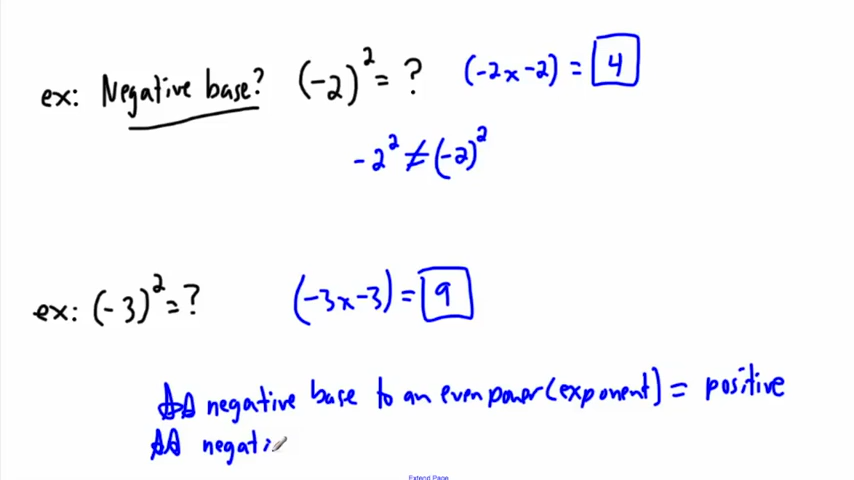 ex: Negative base? (-2)² = ? (-2x-2) = 4
-2² ≠ (-2)²
ex: (-3)² = ? (-3x-3) = 9
negative base to an even power (exponent) = positive
negati
Extend Page